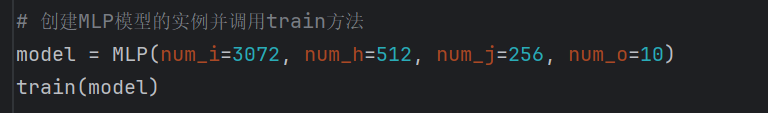 # 创建MLP模型的实例并调用train方法
model = MLP(num_i=3072, num_h=512, num_j=256, num_o=10)
train(model)